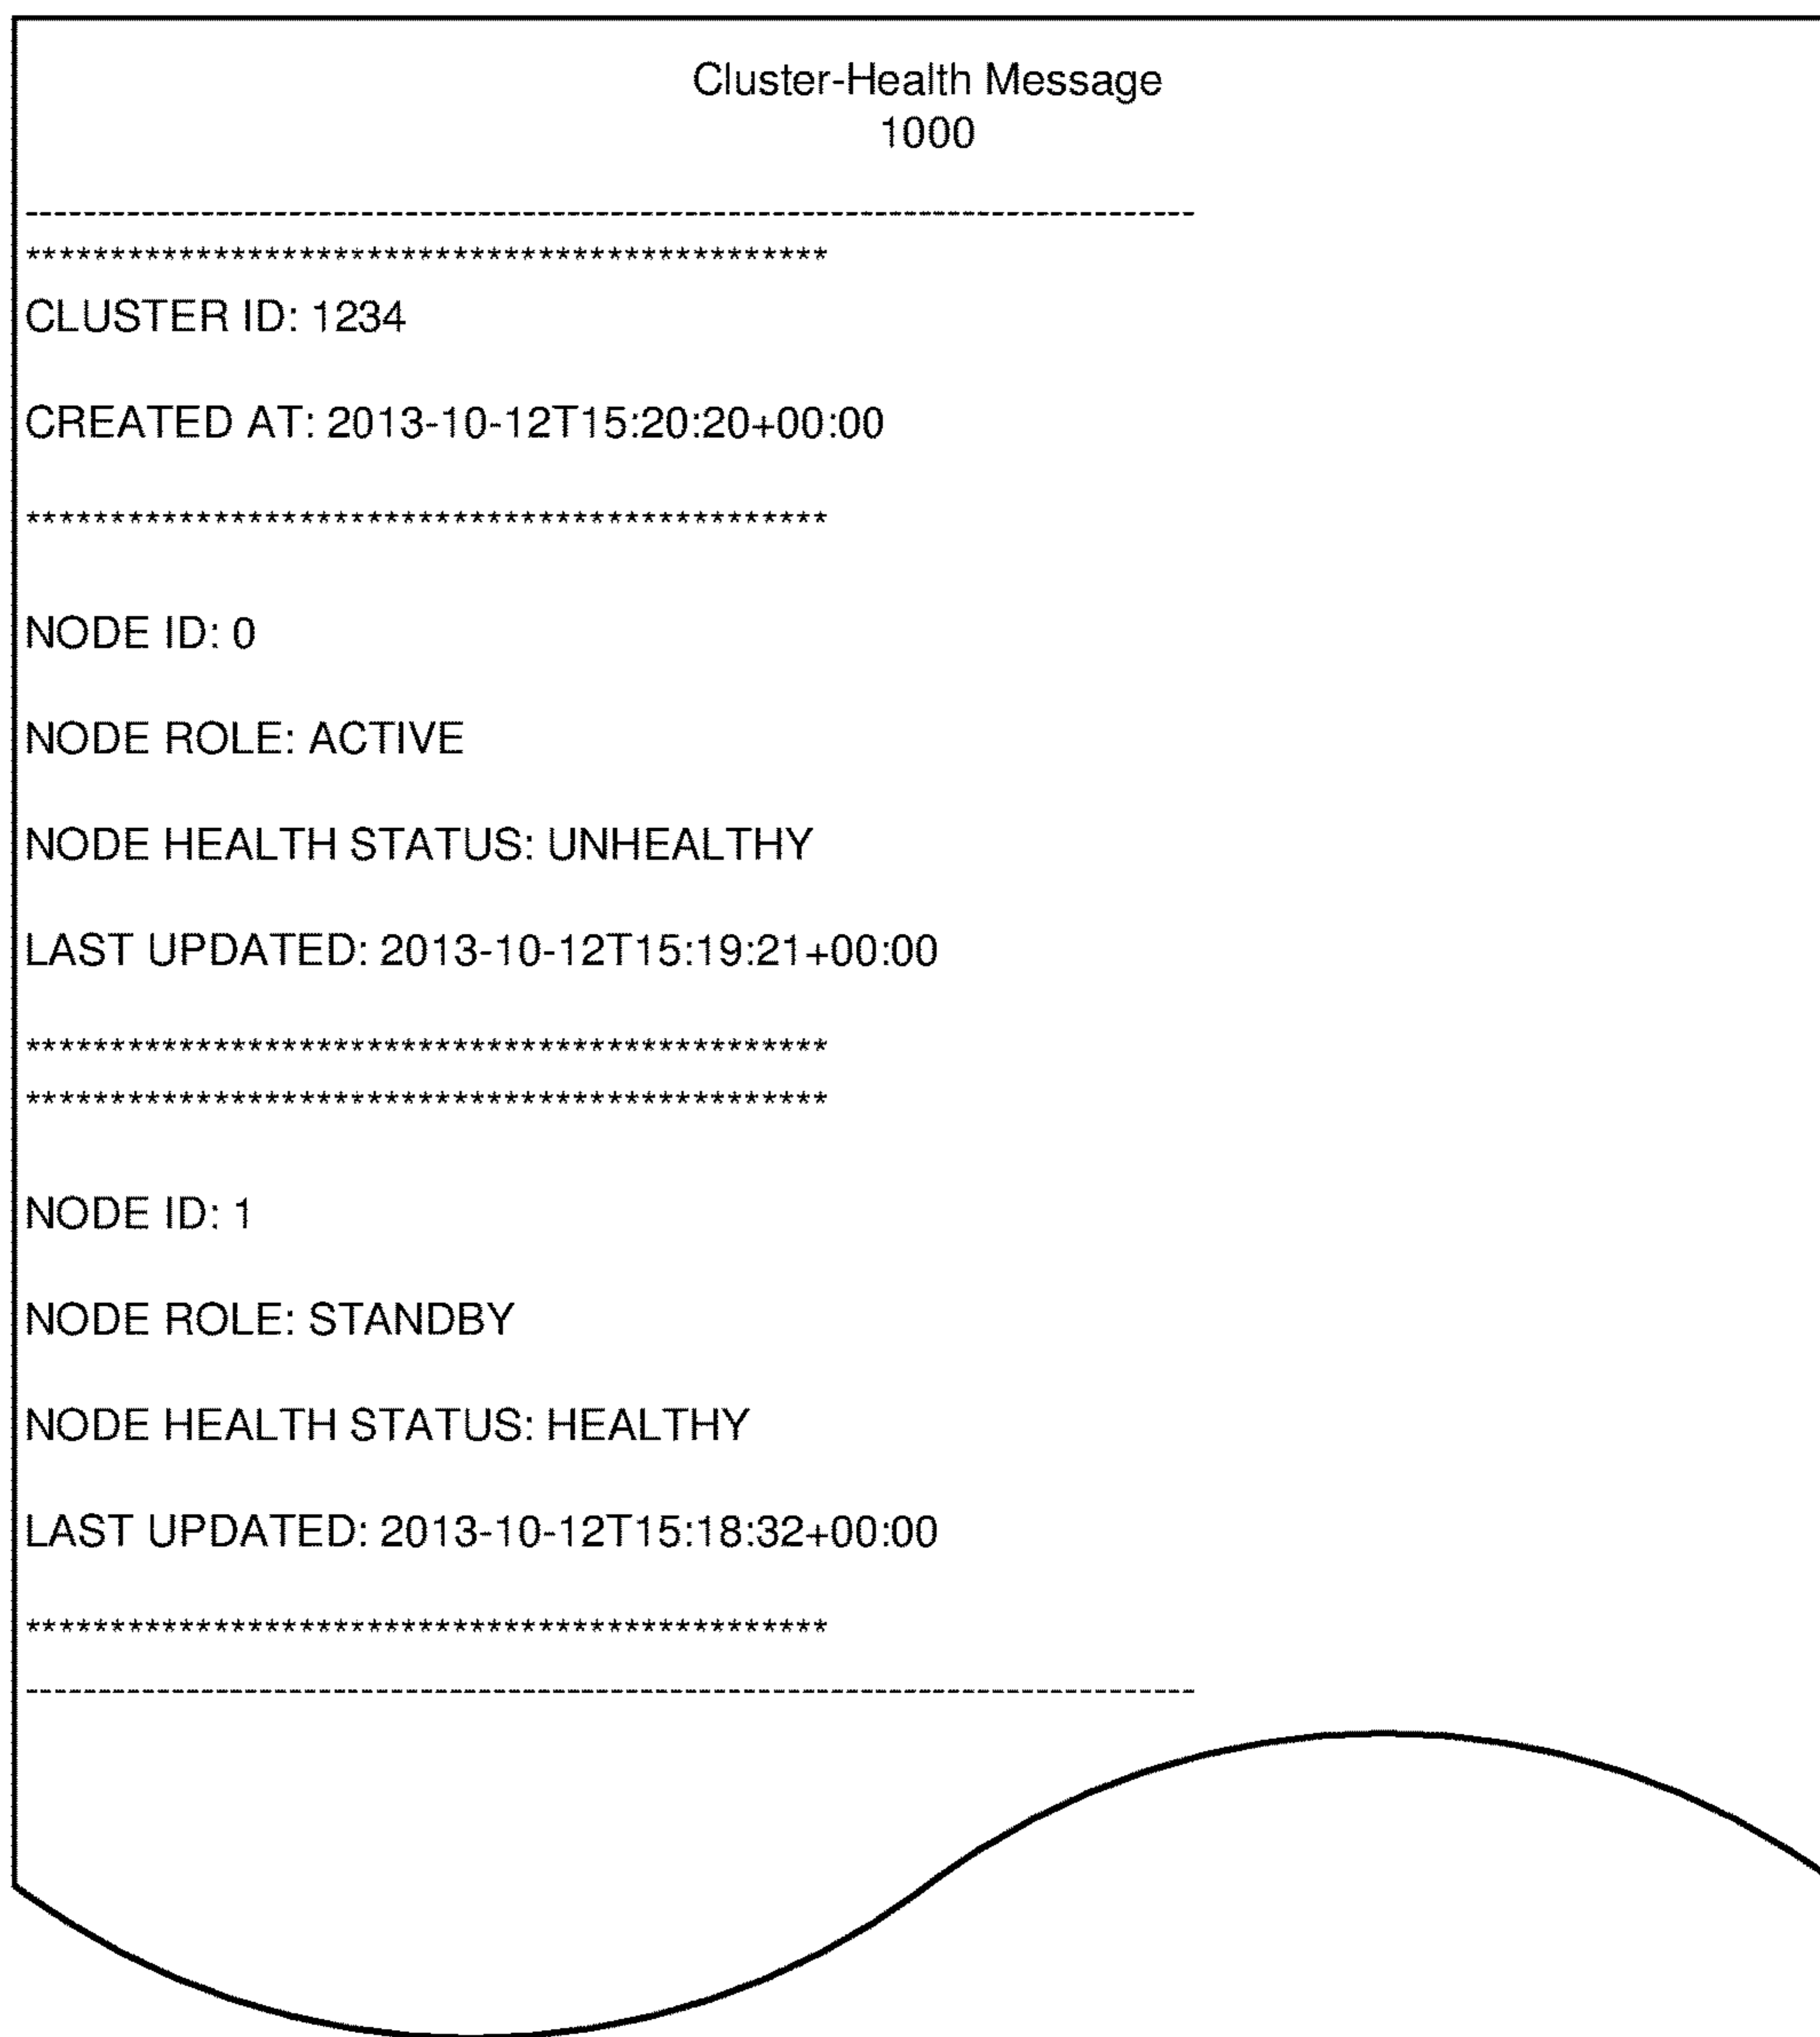 Cluster-Health Message
1000
--------------------------------------------------------------------------------
***********************************************
CLUSTER ID: 1234
CREATED AT: 2013-10-12T15:20:20+00:00
***********************************************
NODE ID: 0
NODE ROLE: ACTIVE
NODE HEALTH STATUS: UNHEALTHY
LAST UPDATED: 2013-10-12T15:19:21+00:00
***********************************************
***********************************************
NODE ID: 1
NODE ROLE: STANDBY
NODE HEALTH STATUS: HEALTHY
LAST UPDATED: 2013-10-12T15:18:32+00:00
***********************************************
--------------------------------------------------------------------------------